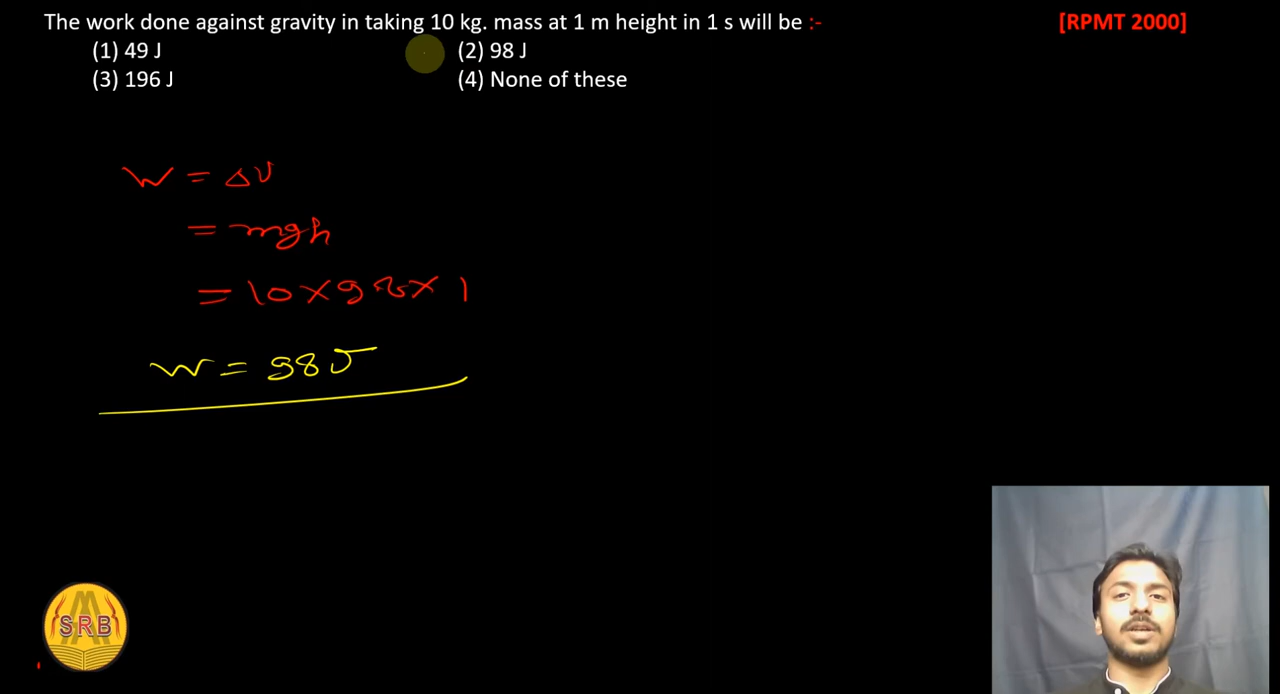 The work done against gravity in taking 10 kg. mass at 1 m height in 1 s will be :- [RPMT 2000]
(1) 49 J (2) 98 J
(3) 196 J (4) None of these
W = ΔU
= mgh
= 10 × 9.8 × 1
W = 98 J
SRB